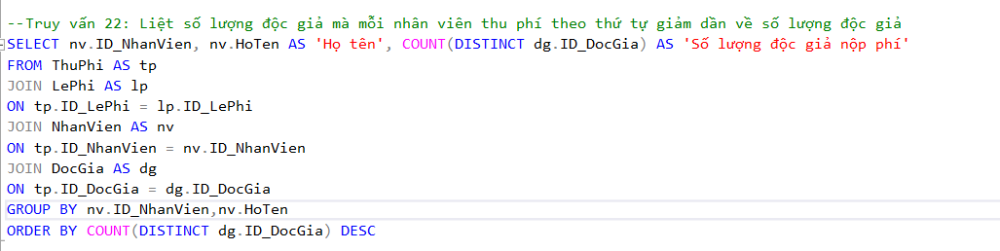 --Truy vấn 22: Liệt số lượng độc giả mà mỗi nhân viên thu phí theo thứ tự giảm dần về số lượng độc giả
SELECT nv.ID_NhanVien, nv.HoTen AS 'Họ tên', COUNT(DISTINCT dg.ID_DocGia) AS 'Số lượng độc giả nộp phí'
FROM ThuPhi AS tp
JOIN LePhi AS lp
ON tp.ID_LePhi = lp.ID_LePhi
JOIN NhanVien AS nv
ON tp.ID_NhanVien = nv.ID_NhanVien
JOIN DocGia AS dg
ON tp.ID_DocGia = dg.ID_DocGia
GROUP BY nv.ID_NhanVien,nv.HoTen
ORDER BY COUNT(DISTINCT dg.ID_DocGia) DESC